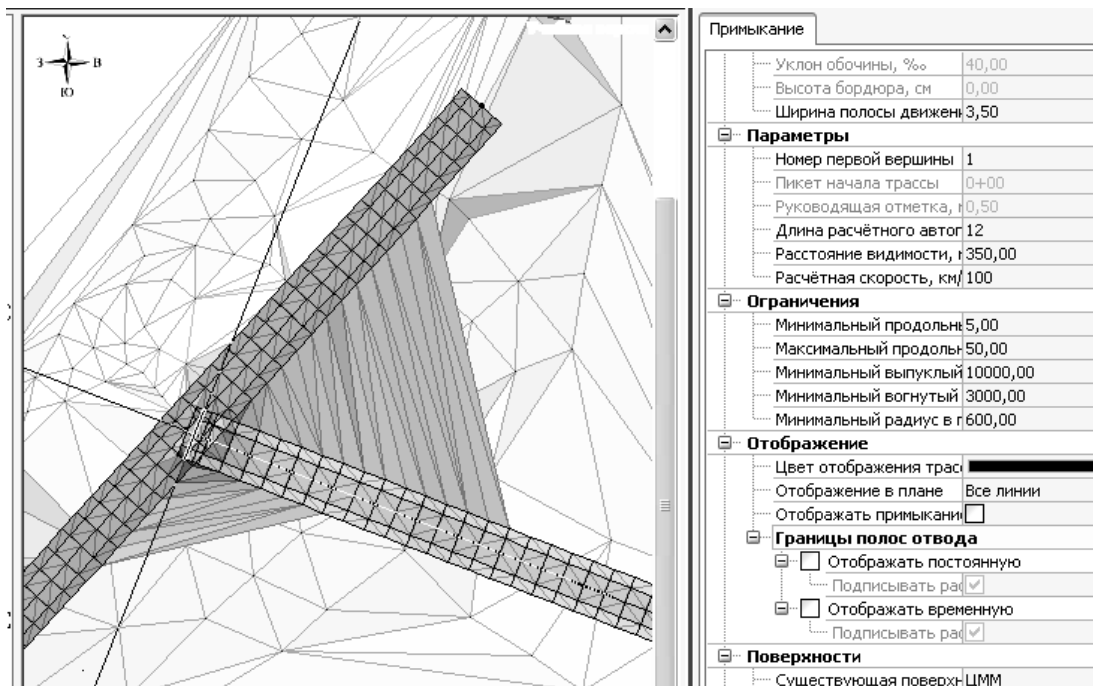 Примыкание
З В
Ю
Уклон обочины, ‰ 40,00
Высота бордюра, см 0,00
Ширина полосы движен 3,50
Параметры
Номер первой вершины 1
Пикет начала трассы 0+00
Руководящая отметка, 0,50
Длина расчётного автог 12
Расстояние видимости, 350,00
Расчётная скорость, км/ 100
Ограничения
Минимальный продольн 5,00
Максимальный продольн 50,00
Минимальный выпуклый 10000,00
Минимальный вогнутый 3000,00
Минимальный радиус в г 600,00
Отображение
Цвет отображения трас
Отображение в плане Все линии
Отображать примыкани
Границы полос отвода
Отображать постоянную
Подписывать рас
Отображать временную
Подписывать рас
Поверхности
Существующая поверхн ЦММ